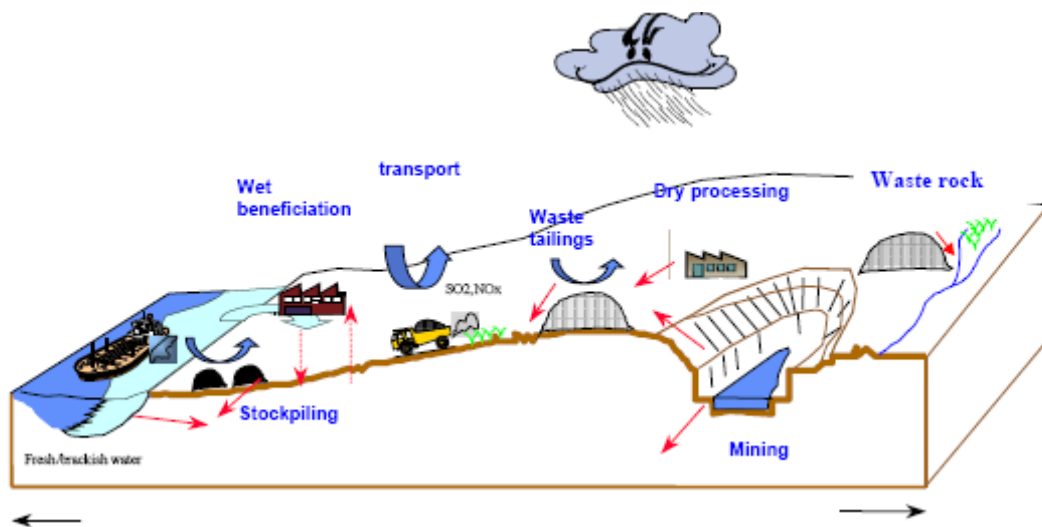 transport
Wet
beneficiation
Dry processing
Waste rock
Waste
tailings
SO2,NOx
Stockpiling
Mining
Fresh/brackish water